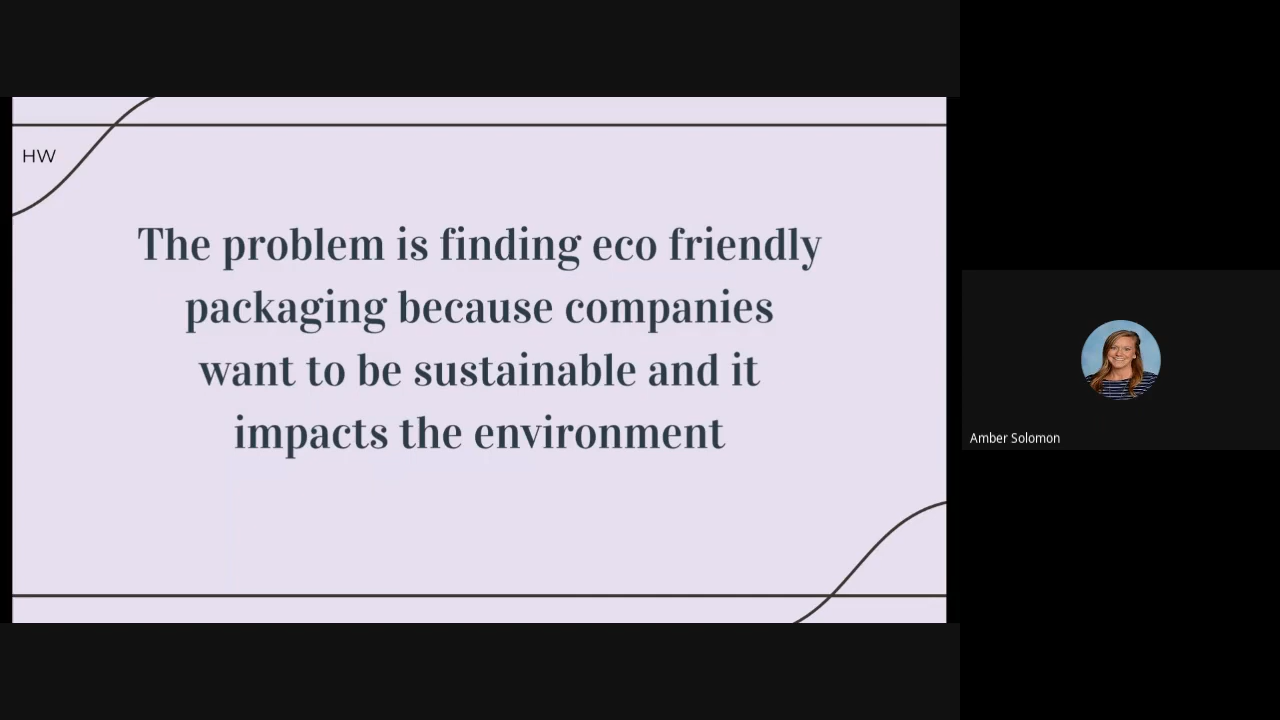 HW
The problem is finding eco friendly
packaging because companies
want to be sustainable and it
impacts the environment
Amber Solomon